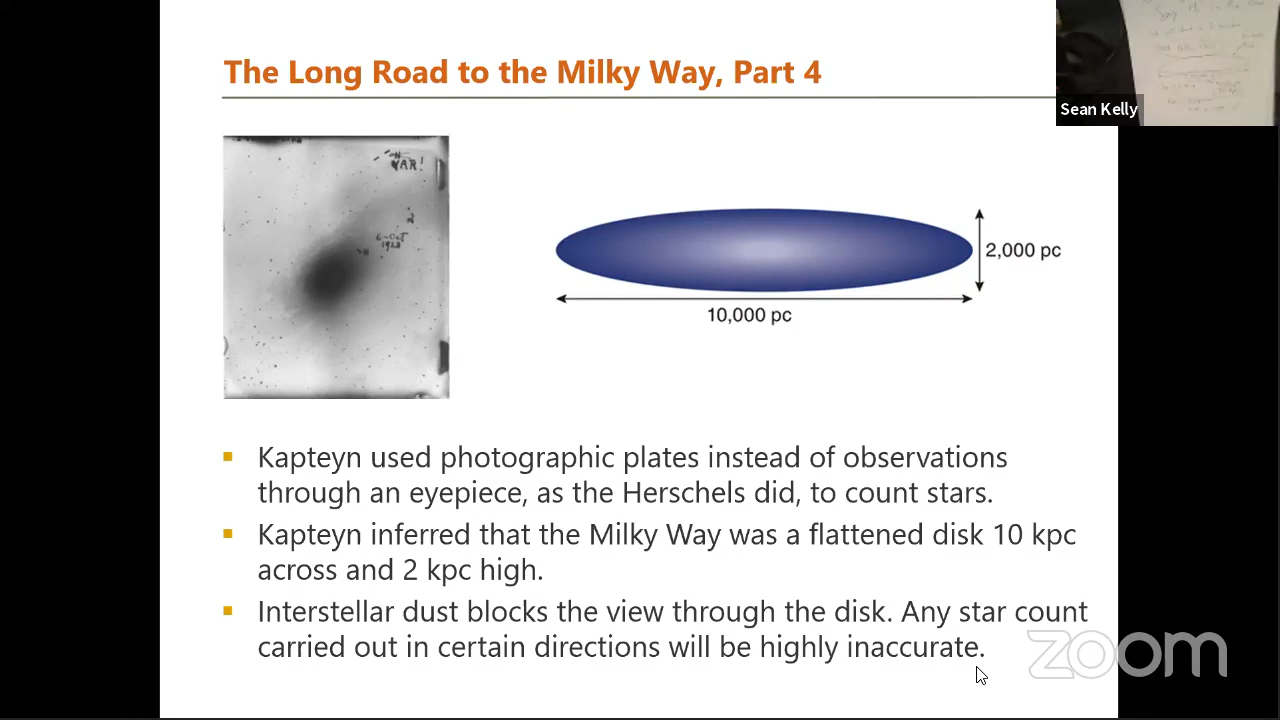 The Long Road to the Milky Way, Part 4
Sean Kelly
VAR!
6-Oct
1923
2,000 pc
10,000 pc
Kapteyn used photographic plates instead of observations
through an eyepiece, as the Herschels did, to count stars.
Kapteyn inferred that the Milky Way was a flattened disk 10 kpc
across and 2 kpc high.
Interstellar dust blocks the view through the disk. Any star count
carried out in certain directions will be highly inaccurate.
zoom